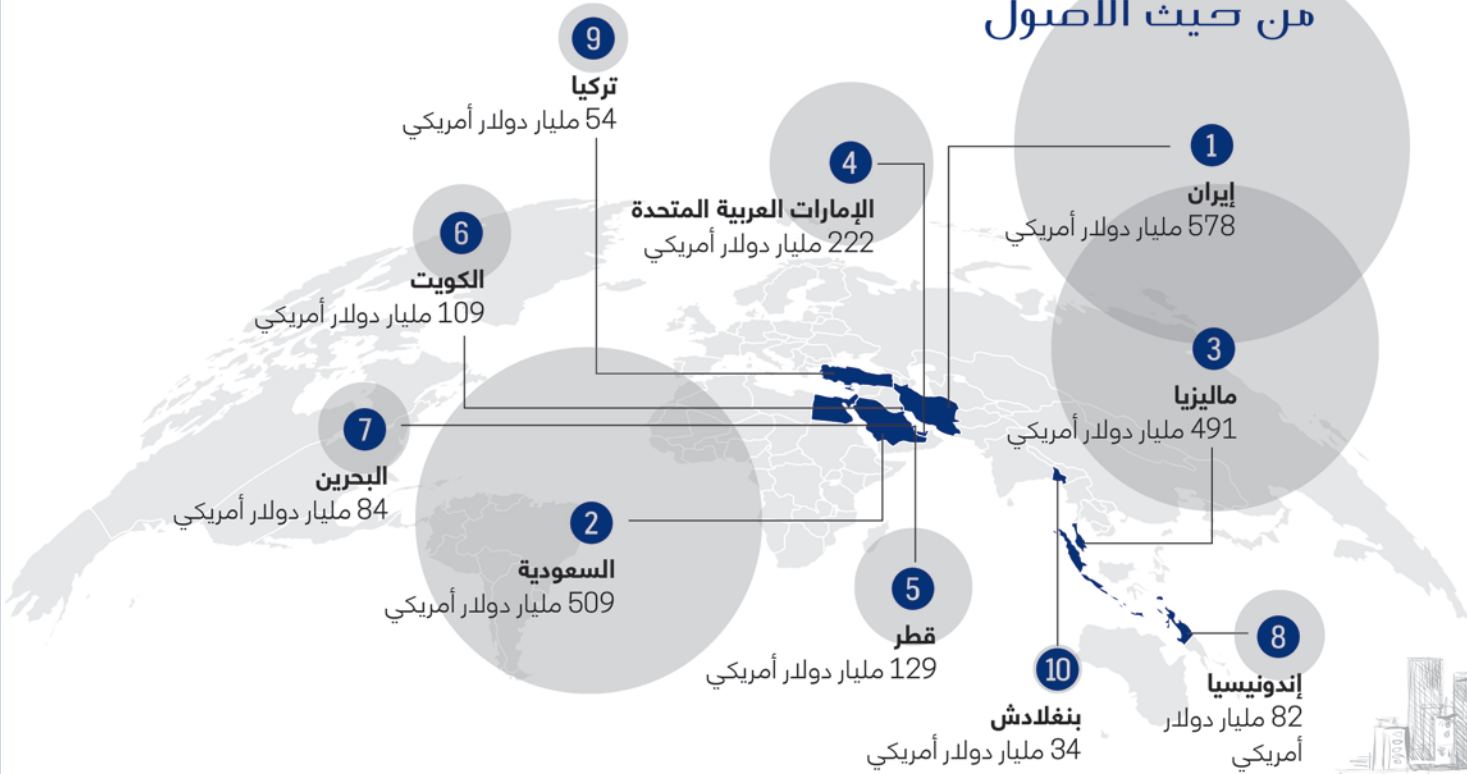 من حيث الأصول
1
إيران
578 مليار دولار أمريكي
2
السعودية
509 مليار دولار أمريكي
3
ماليزيا
491 مليار دولار أمريكي
4
الإمارات العربية المتحدة
222 مليار دولار أمريكي
5
قطر
129 مليار دولار أمريكي
6
الكويت
109 مليار دولار أمريكي
7
البحرين
84 مليار دولار أمريكي
8
إندونيسيا
82 مليار دولار
أمريكي
9
تركيا
54 مليار دولار أمريكي
10
بنغلادش
34 مليار دولار أمريكي